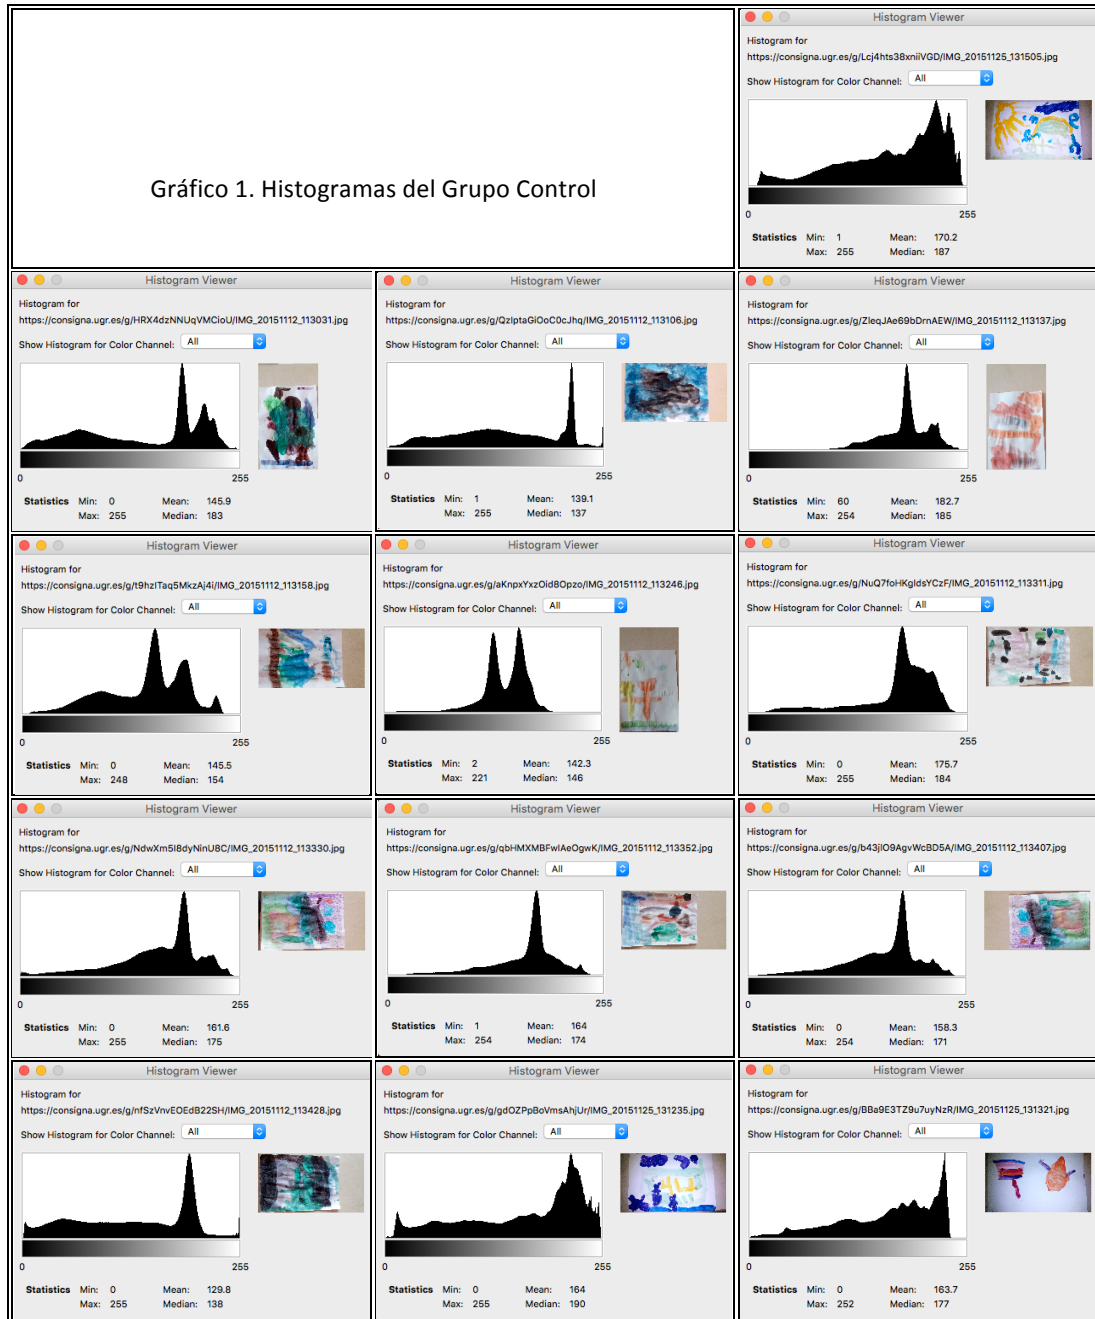 Gráfico 1. Histogramas del Grupo Control
Histogram Viewer
Histogram for
https://consigna.ugr.es/g/Lcj4hts38xniiVGD/IMG_20151125_131505.jpg
Show Histogram for Color Channel: All
0 255
Statistics Min: 1 Mean: 170.2
Max: 255 Median: 187
Histogram Viewer
Histogram for
https://consigna.ugr.es/g/HRX4dzNNUqVMCioU/IMG_20151112_113031.jpg
Show Histogram for Color Channel: All
0 255
Statistics Min: 0 Mean: 145.9
Max: 255 Median: 183
Histogram Viewer
Histogram for
https://consigna.ugr.es/g/QzIptaGiOoC0cJhq/IMG_20151112_113106.jpg
Show Histogram for Color Channel: All
0 255
Statistics Min: 1 Mean: 139.1
Max: 255 Median: 137
Histogram Viewer
Histogram for
https://consigna.ugr.es/g/ZleqJAe69bDrnAEW/IMG_20151112_113137.jpg
Show Histogram for Color Channel: All
0 255
Statistics Min: 60 Mean: 182.7
Max: 254 Median: 185
Histogram Viewer
Histogram for
https://consigna.ugr.es/g/t9hzITaq5MkzAj4i/IMG_20151112_113158.jpg
Show Histogram for Color Channel: All
0 255
Statistics Min: 0 Mean: 145.5
Max: 248 Median: 154
Histogram Viewer
Histogram for
https://consigna.ugr.es/g/aKnpxYxzOid8Opzo/IMG_20151112_113246.jpg
Show Histogram for Color Channel: All
0 255
Statistics Min: 2 Mean: 142.3
Max: 221 Median: 146
Histogram Viewer
Histogram for
https://consigna.ugr.es/g/NuQ7foHKgldsYCzF/IMG_20151112_113311.jpg
Show Histogram for Color Channel: All
0 255
Statistics Min: 0 Mean: 175.7
Max: 255 Median: 184
Histogram Viewer
Histogram for
https://consigna.ugr.es/g/NdwXm5I8dyNinU8C/IMG_20151112_113330.jpg
Show Histogram for Color Channel: All
0 255
Statistics Min: 0 Mean: 161.6
Max: 255 Median: 175
Histogram Viewer
Histogram for
https://consigna.ugr.es/g/qbHMXMBFwIAeOgwK/IMG_20151112_113352.jpg
Show Histogram for Color Channel: All
0 255
Statistics Min: 1 Mean: 164
Max: 254 Median: 174
Histogram Viewer
Histogram for
https://consigna.ugr.es/g/b43jlO9AgvWcBD5A/IMG_20151112_113407.jpg
Show Histogram for Color Channel: All
0 255
Statistics Min: 0 Mean: 158.3
Max: 254 Median: 171
Histogram Viewer
Histogram for
https://consigna.ugr.es/g/nfSzVnvEOEdB22SH/IMG_20151112_113428.jpg
Show Histogram for Color Channel: All
0 255
Statistics Min: 0 Mean: 129.8
Max: 255 Median: 138
Histogram Viewer
Histogram for
https://consigna.ugr.es/g/gdOZPpBoVmsAhjUr/IMG_20151125_131235.jpg
Show Histogram for Color Channel: All
0 255
Statistics Min: 0 Mean: 164
Max: 255 Median: 190
Histogram Viewer
Histogram for
https://consigna.ugr.es/g/BBa9E3TZ9u7uyNzR/IMG_20151125_131321.jpg
Show Histogram for Color Channel: All
0 255
Statistics Min: 0 Mean: 163.7
Max: 252 Median: 177